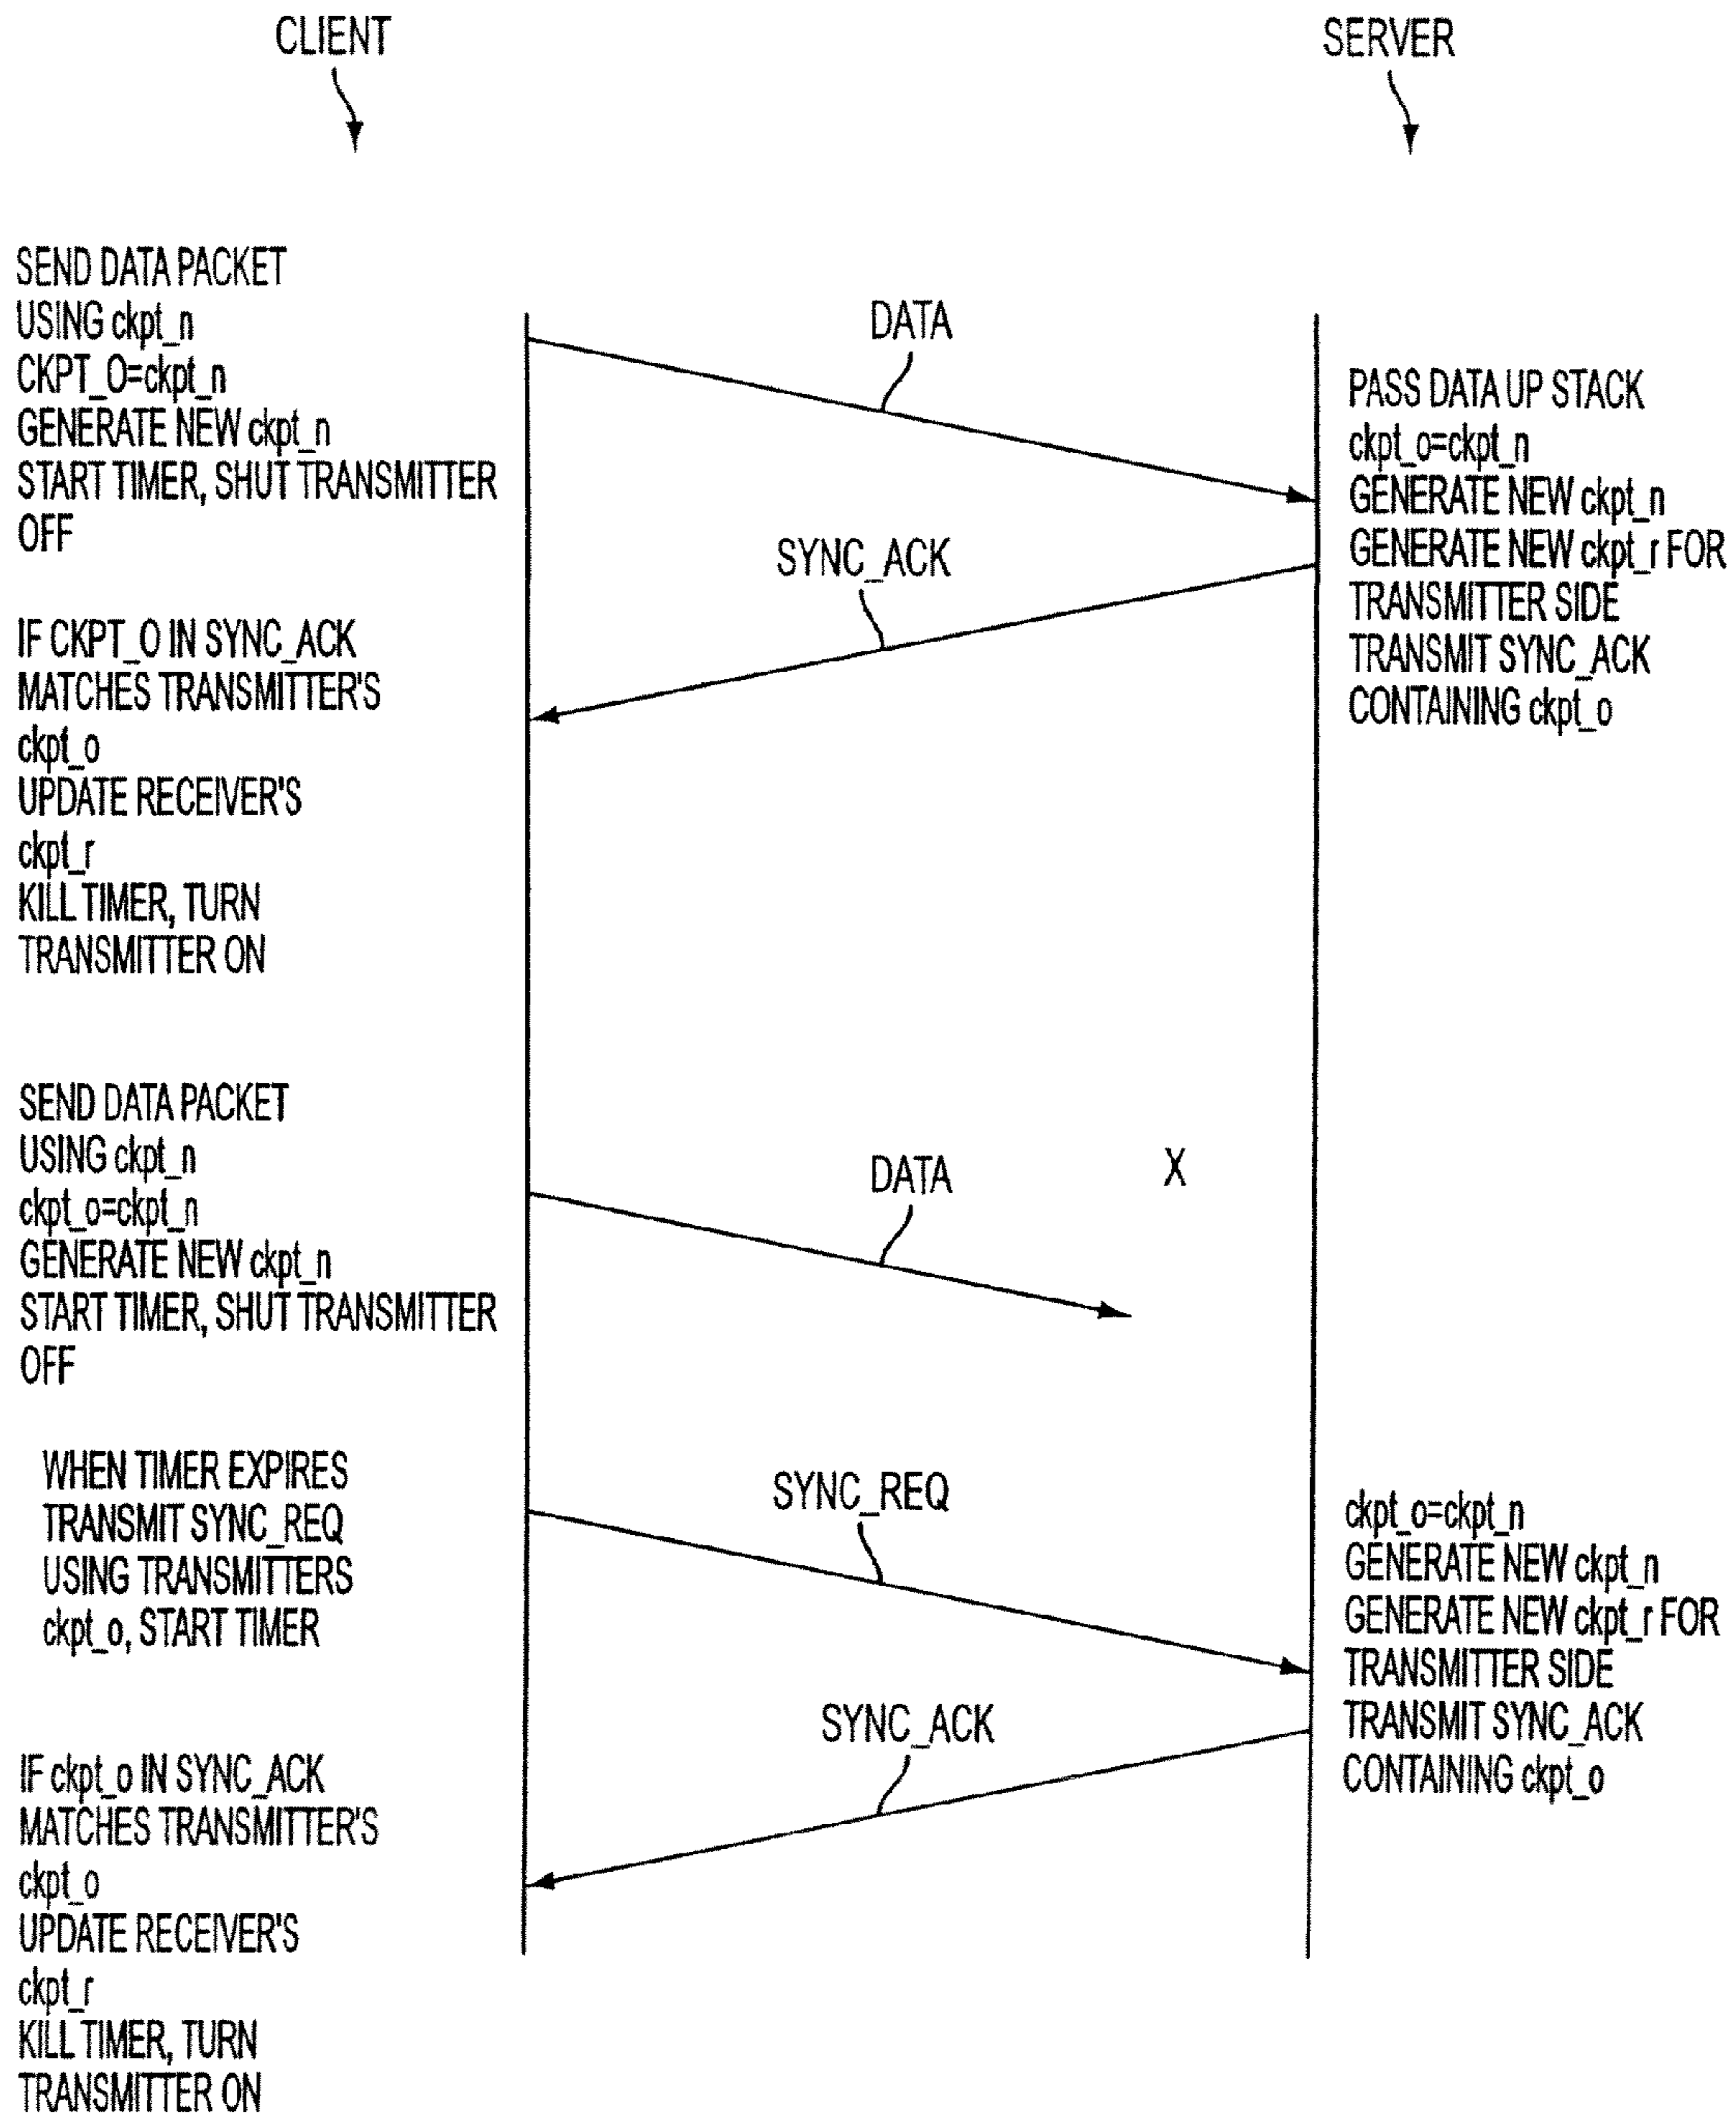 CLIENT
SERVER
SEND DATA PACKET
USING ckpt_n
CKPT_O=ckpt_n
GENERATE NEW ckpt_n
START TIMER, SHUT TRANSMITTER
OFF
DATA
PASS DATA UP STACK
ckpt_o=ckpt_n
GENERATE NEW ckpt_n
GENERATE NEW ckpt_r FOR
TRANSMITTER SIDE
TRANSMIT SYNC_ACK
CONTAINING ckpt_o
SYNC_ACK
IF CKPT_O IN SYNC_ACK
MATCHES TRANSMITTER'S
ckpt_o
UPDATE RECEIVER'S
ckpt_r
KILL TIMER, TURN
TRANSMITTER ON
SEND DATA PACKET
USING ckpt_n
ckpt_o=ckpt_n
GENERATE NEW ckpt_n
START TIMER, SHUT TRANSMITTER
OFF
DATA
X
WHEN TIMER EXPIRES
TRANSMIT SYNC_REQ
USING TRANSMITTERS
ckpt_o, START TIMER
SYNC_REQ
ckpt_o=ckpt_n
GENERATE NEW ckpt_n
GENERATE NEW ckpt_r FOR
TRANSMITTER SIDE
TRANSMIT SYNC_ACK
CONTAINING ckpt_o
SYNC_ACK
IF ckpt_o IN SYNC_ACK
MATCHES TRANSMITTER'S
ckpt_o
UPDATE RECEIVER'S
ckpt_r
KILL TIMER, TURN
TRANSMITTER ON